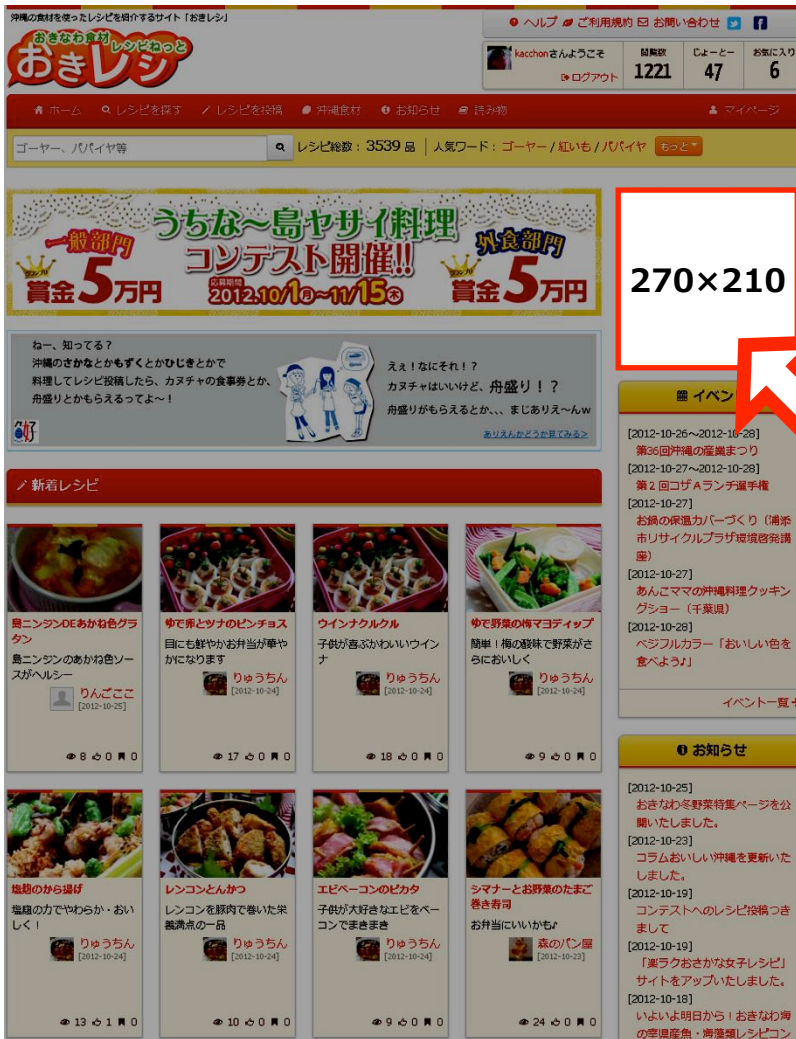 沖縄の食材を使ったレシピを紹介するサイト「おきレシ」
ヘルプ ご利用規約 お問い合わせ
おきなわ食材レシピねっと
おきレシ
kacchonさんようこそ
ログアウト
閲覧数
1221
じょーとー
47
お気に入り
6
ホーム レシピを探す レシピを投稿 沖縄食材 お知らせ 読み物 マイページ
ゴーヤー、パパイヤ等
レシピ総数：3539品 | 人気ワード：ゴーヤー / 紅いも / パパイヤ もっと
うちな～島ヤサイ料理
コンテスト開催!!
一般部門
グランプリ
賞金5万円
応募期間
2012.10/1月～11/15木
外食部門
グランプリ
賞金5万円
270×210
ねー、知ってる？
沖縄のさかなとかもずくとかひじきとかで
料理してレシピ投稿したら、カヌチャの食事券とか、
舟盛りとかもらえるってよ～！
えぇ！なにそれ！？
カヌチャはいいけど、舟盛り！？
舟盛りがもらえるとか、、、まじありえ～んw
ありえんかどうか見てみる>
新着レシピ
島ニンジンDEあかね色グラタン
島ニンジンのあかね色ソースがヘルシー
りんごここ
[2012-10-25]
8 0 0
ゆで卵とツナのピンチョス
目にも鮮やかお弁当が華やかになります
りゅうちん
[2012-10-24]
17 0 0
ウインナクルクル
子供が喜ぶかわいいウインナ
りゅうちん
[2012-10-24]
18 0 0
ゆで野菜の梅マヨディップ
簡単！梅の酸味で野菜がさらにおいしく
りゅうちん
[2012-10-24]
9 0 0
塩麹のから揚げ
塩麹の力でやわらか・おいしく！
りゅうちん
[2012-10-24]
13 1 0
レンコンとんかつ
レンコンを豚肉で巻いた栄養満点の一品
りゅうちん
[2012-10-24]
10 0 0
エビベーコンのピカタ
子供が大好きなエビをベーコンでまきまき
りゅうちん
[2012-10-24]
9 0 0
シマナーとお野菜のたまご巻き寿司
お弁当にいいかも♪
森のパン屋
[2012-10-23]
24 0 0
イベン
[2012-10-26～2012-10-28]
第36回沖縄の産業まつり
[2012-10-27～2012-10-28]
第２回コザＡランチ選手権
[2012-10-27]
お鍋の保温カバーづくり（浦添
市リサイクルプラザ環境啓発講
座）
[2012-10-27]
あんこママの沖縄料理クッキン
グショー（千葉県）
[2012-10-28]
ベジフルカラー「おいしい色を
食べよう♪」
イベント一覧
お知らせ
[2012-10-25]
おきなわ冬野菜特集ページを公
開いたしました。
[2012-10-23]
コラムおいしい沖縄を更新いた
しました。
[2012-10-19]
コンテストへのレシピ投稿つき
まして
[2012-10-19]
「楽ラクおさかな女子レシピ」
サイトをアップいたしました。
[2012-10-18]
いよいよ明日から！おきなわ海
の幸県産魚・海藻類レシピコン